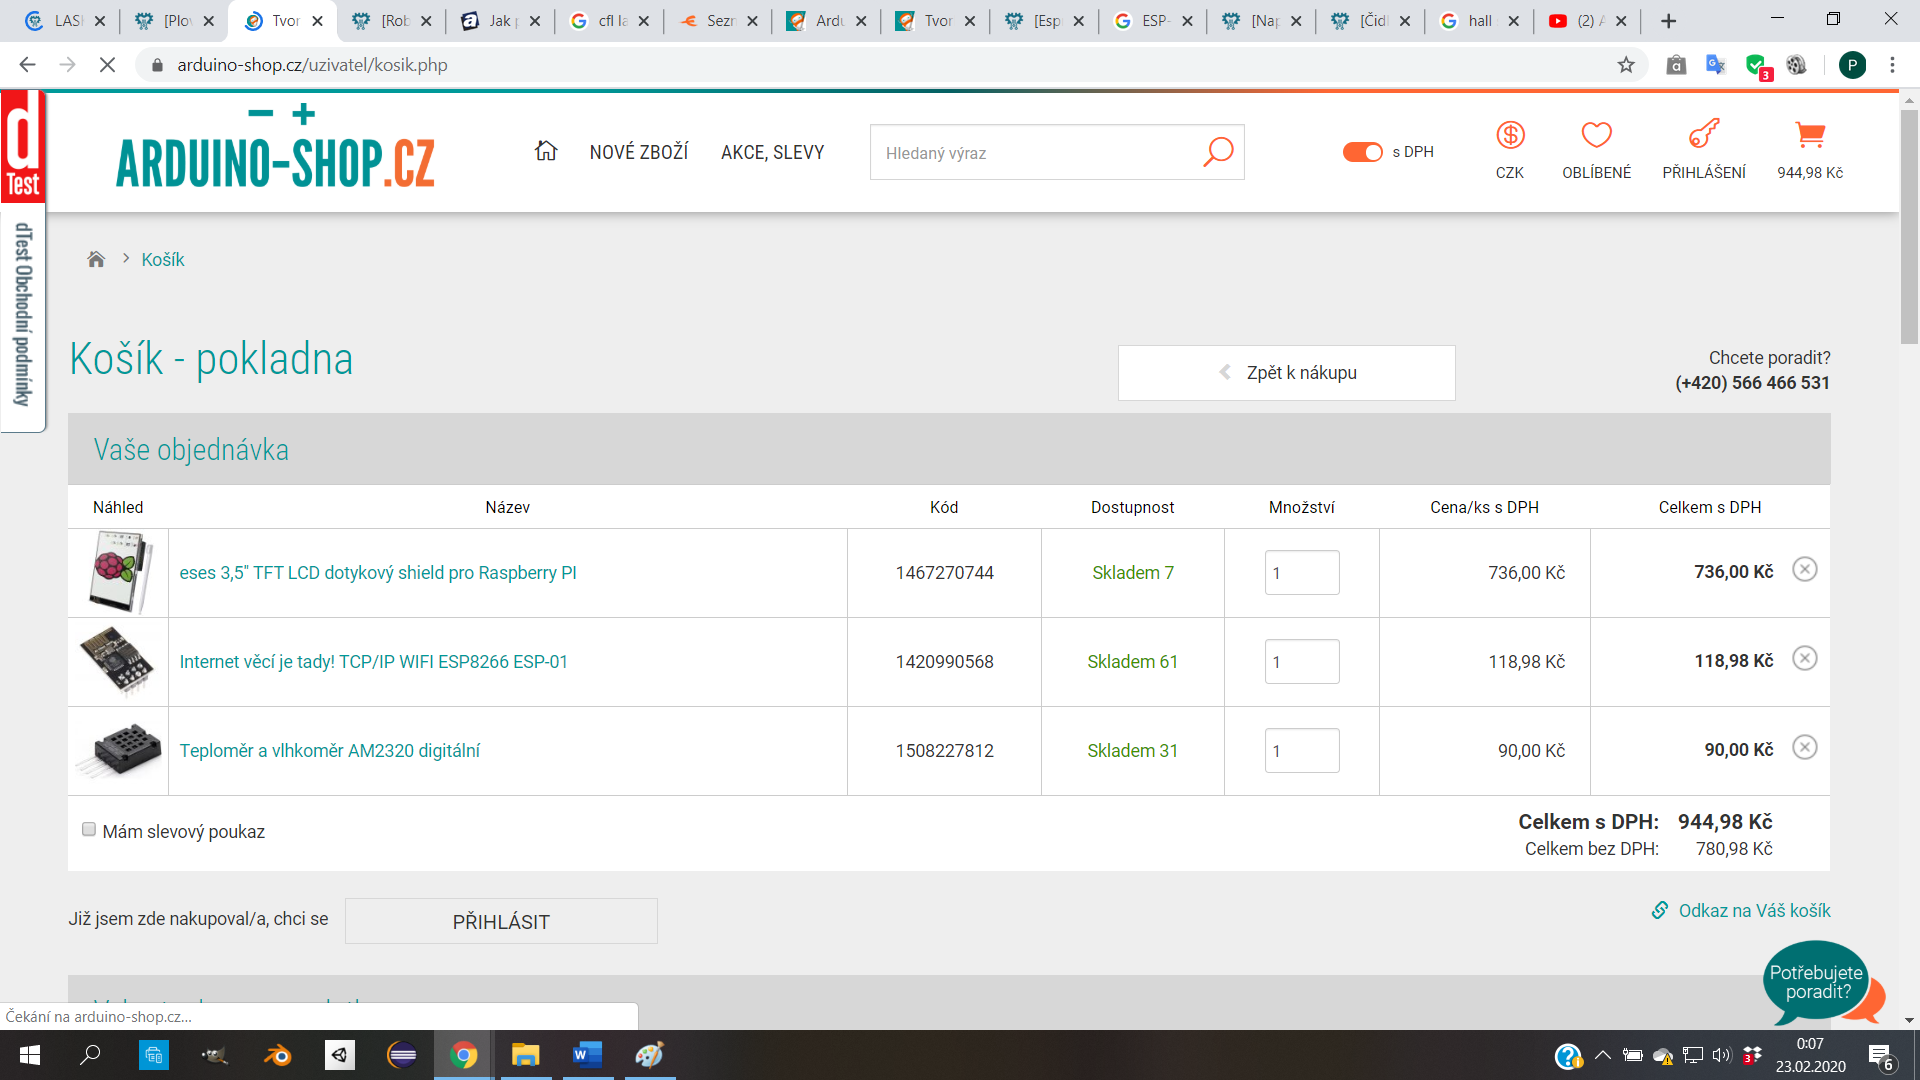 LASI
[Plov
Tvor
[Rob
Jak
cfl la
Sezn
Ardu
Tvor
[Esp
ESP-
[Nap
[Čidl
hall
(2) A
arduino-shop.cz/uzivatel/kosik.php
P
3
d
Test
dTest Obchodní podmínky
ARDUINO-SHOP.CZ
NOVÉ ZBOŽÍ
AKCE, SLEVY
Hledaný výraz
s DPH
CZK
OBLÍBENÉ
PŘIHLÁŠENÍ
944,98 Kč
Košík
Košík - pokladna
Zpět k nákupu
Chcete poradit?
(+420) 566 466 531
Vaše objednávka
Náhled Název Kód Dostupnost Množství Cena/ks s DPH Celkem s DPH
eses 3,5" TFT LCD dotykový shield pro Raspberry PI 1467270744 Skladem 7 1 736,00 Kč 736,00 Kč
Internet věcí je tady! TCP/IP WIFI ESP8266 ESP-01 1420990568 Skladem 61 1 118,98 Kč 118,98 Kč
Teploměr a vlhkoměr AM2320 digitální 1508227812 Skladem 31 1 90,00 Kč 90,00 Kč
Mám slevový poukaz
Celkem s DPH: 944,98 Kč
Celkem bez DPH: 780,98 Kč
Již jsem zde nakupoval/a, chci se
PŘIHLÁSIT
Odkaz na Váš košík
Potřebujete
poradit?
Čekání na arduino-shop.cz...
0:07
23.02.2020
3
6